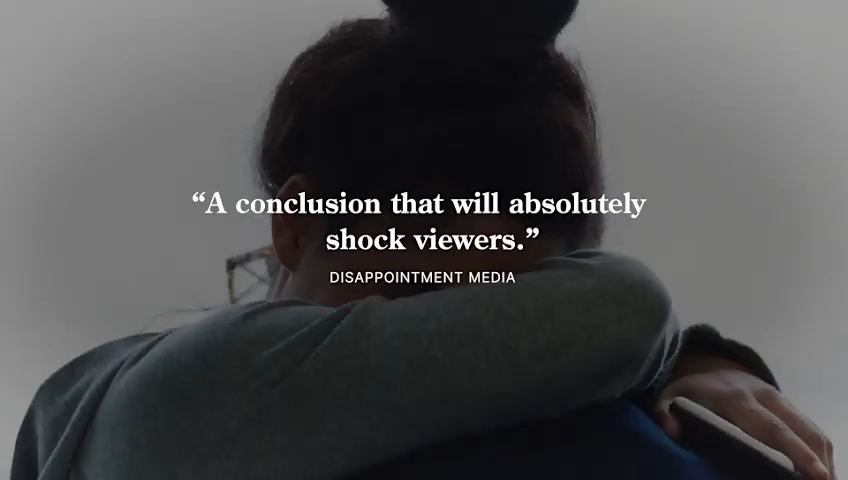 “A conclusion that will absolutely
shock viewers.”
DISAPPOINTMENT MEDIA